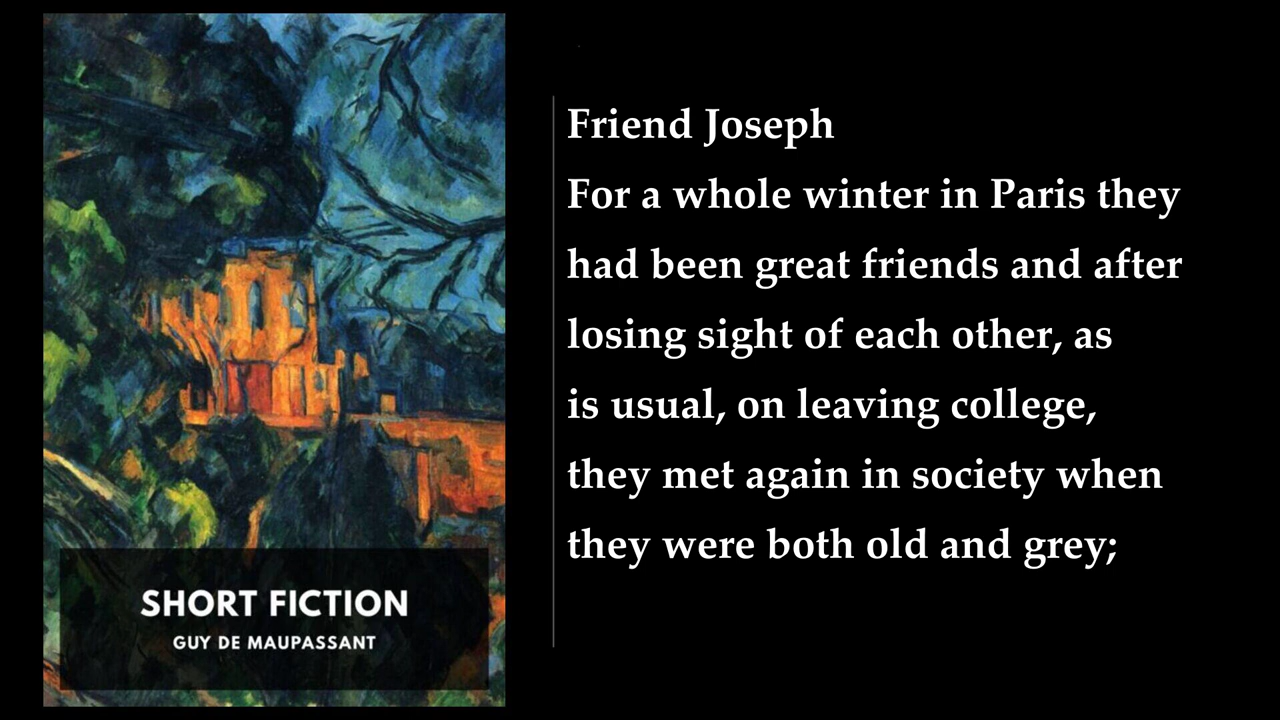 SHORT FICTION
GUY DE MAUPASSANT
Friend Joseph
For a whole winter in Paris they
had been great friends and after
losing sight of each other, as
is usual, on leaving college,
they met again in society when
they were both old and grey;